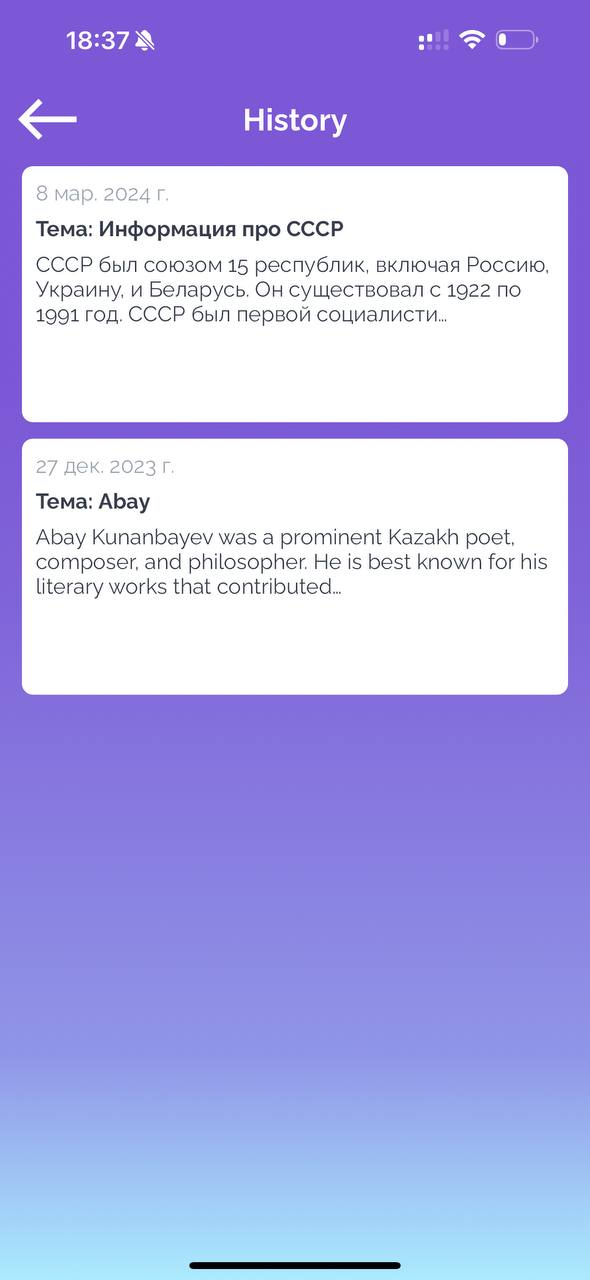 18:37
History
8 мар. 2024 г.
Тема: Информация про СССР
СССР был союзом 15 республик, включая Россию,
Украину, и Беларусь. Он существовал с 1922 по
1991 год. СССР был первой социалисти...
27 дек. 2023 г.
Тема: Abay
Abay Kunanbayev was a prominent Kazakh poet,
composer, and philosopher. He is best known for his
literary works that contributed...